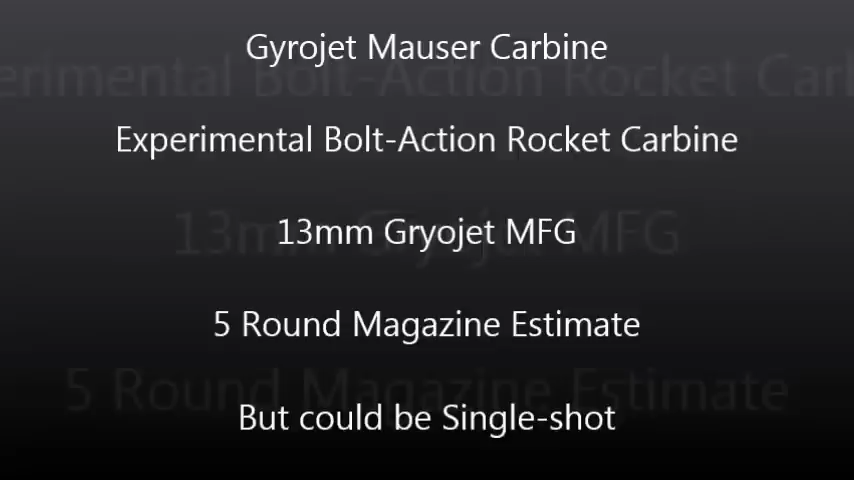 Gyrojet Mauser Carbine
Experimental Bolt-Action Rocket Carbine
13mm Gryojet MFG
5 Round Magazine Estimate
But could be Single-shot